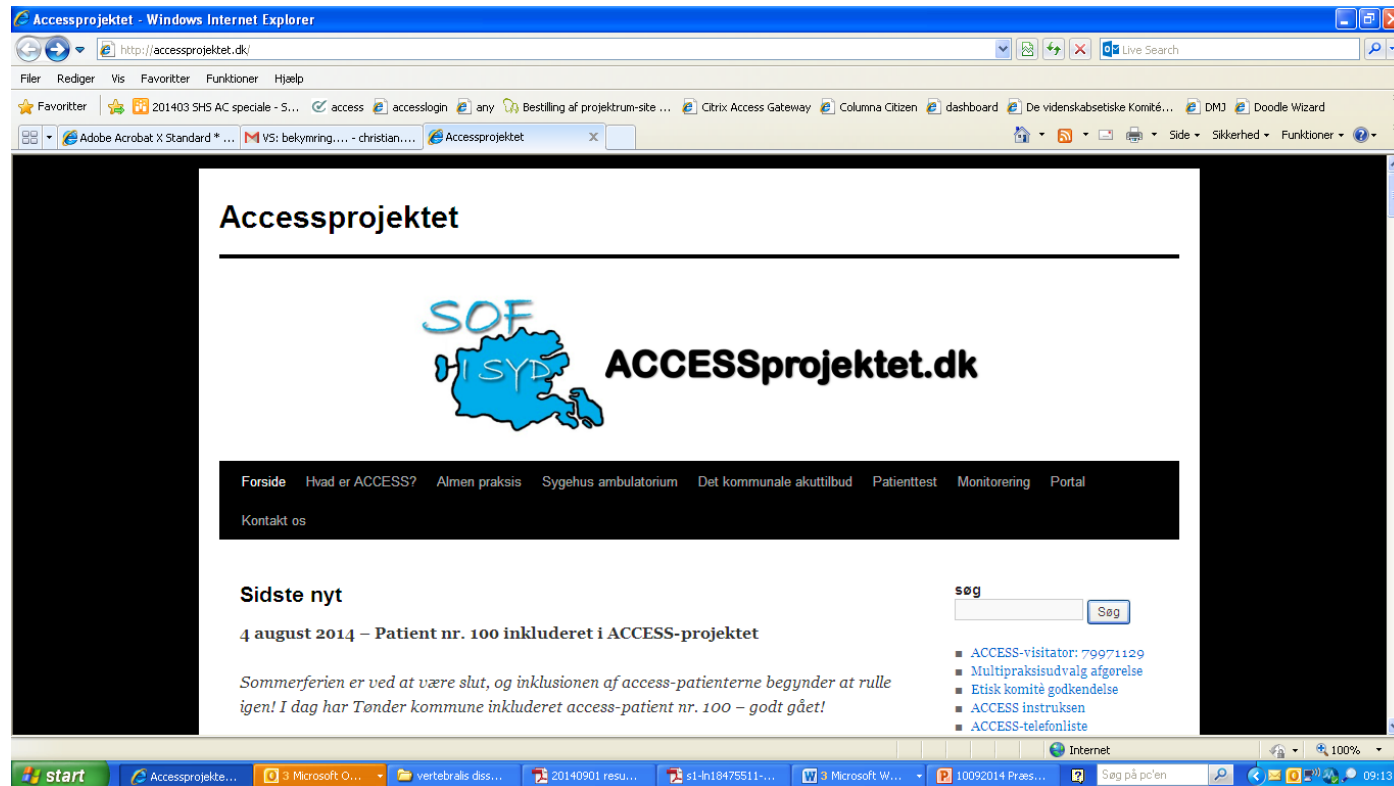 Accessprojektet - Windows Internet Explorer
http://accessprojektet.dk/
Live Search
Filer Rediger Vis Favoritter Funktioner Hjælp
Favoritter 201403 SHS AC speciale - S... access accesslogin any Bestilling af projektrum-site ... Citrix Access Gateway Columna Citizen dashboard De videnskabsetiske Komité... DMJ Doodle Wizard
Adobe Acrobat X Standard * ... VS: bekymring.... - christian.... Accessprojektet x Side Sikkerhed Funktioner
Accessprojektet
SOF
HI SYD
ACCESSprojektet.dk
Forside Hvad er ACCESS? Almen praksis Sygehus ambulatorium Det kommunale akuttilbud Patienttest Monitorering Portal
Kontakt os
Sidste nyt
4 august 2014 – Patient nr. 100 inkluderet i ACCESS-projektet
Sommerferien er ved at være slut, og inklusionen af access-patienterne begynder at rulle
igen! I dag har Tønder kommune inkluderet access-patient nr. 100 – godt gået!
søg
Søg
ACCESS-visitator: 79971129
Multipraksisudvalg afgørelse
Etisk komitè godkendelse
ACCESS instruksen
ACCESS-telefonliste
Internet 100%
start Accessprojekte... 3 Microsoft O... vertebralis diss... 20140901 resu... s1-ln18475511-... 3 Microsoft W... 10092014 Præs... Søg på pc'en 09:13